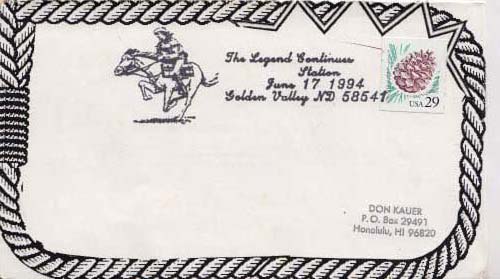 The Legend Continues
Station
June 17 1994
Golden Valley ND 58541
USA 29
DON KAUER
P.O. Box 29491
Honolulu, HI 96820